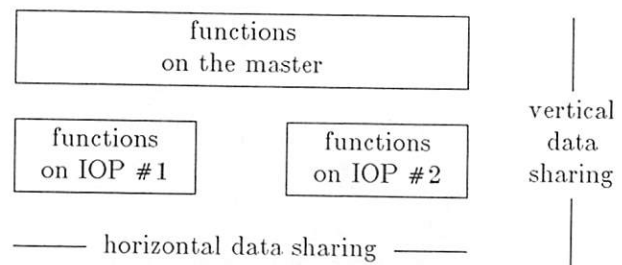 functions
on the master
functions
on IOP #1
functions
on IOP #2
vertical
data
sharing
horizontal data sharing